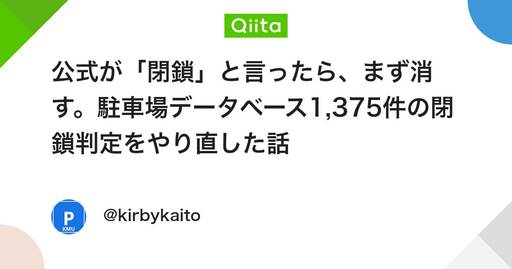 Qiita
公式が「閉鎖」と言ったら、まず消
す。駐車場データベース1,375件の閉
鎖判定をやり直した話
P
KMU
@kirbykaito